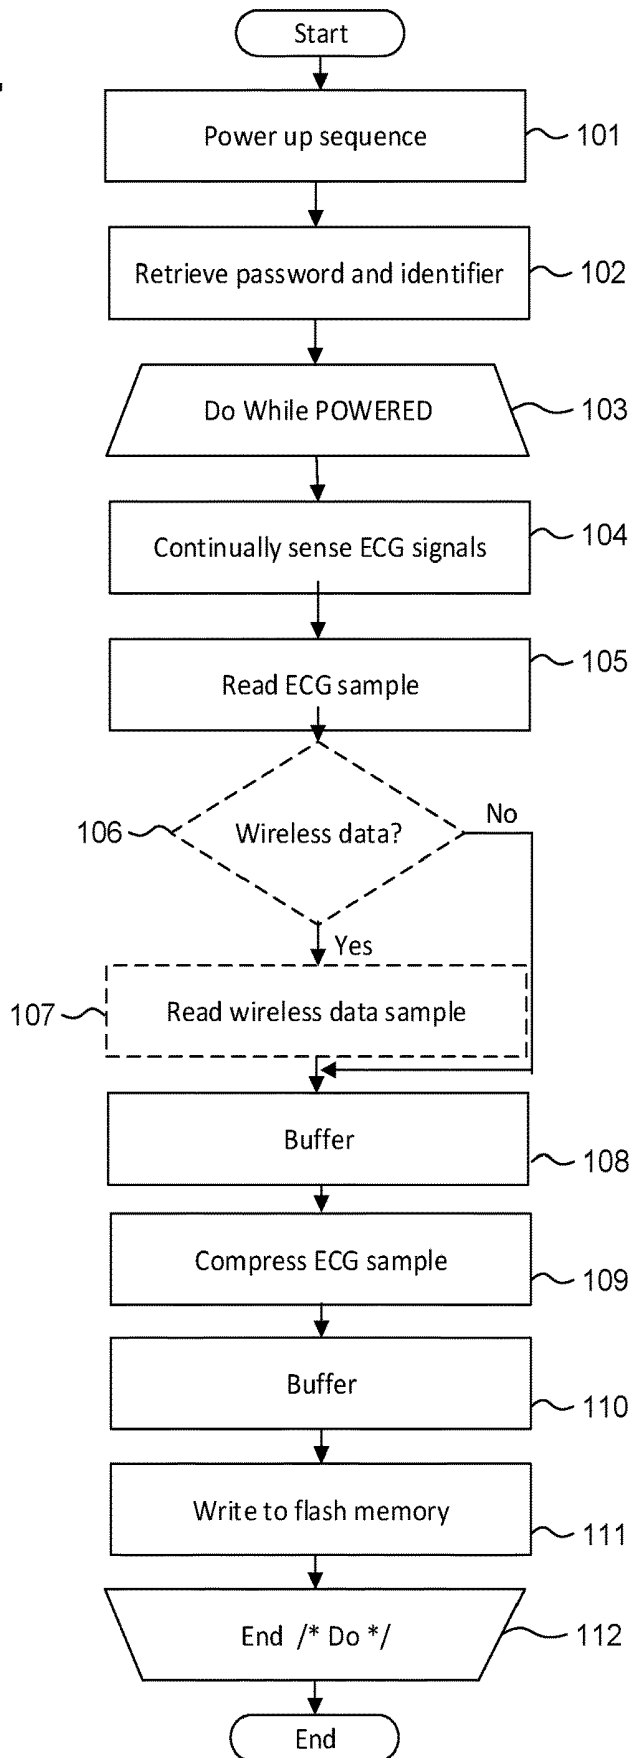 Start
Power up sequence
101
Retrieve password and identifier
102
Do While POWERED
103
Continually sense ECG signals
104
Read ECG sample
105
106
Wireless data?
No
Yes
107
Read wireless data sample
Buffer
108
Compress ECG sample
109
Buffer
110
Write to flash memory
111
End /* Do */
112
End